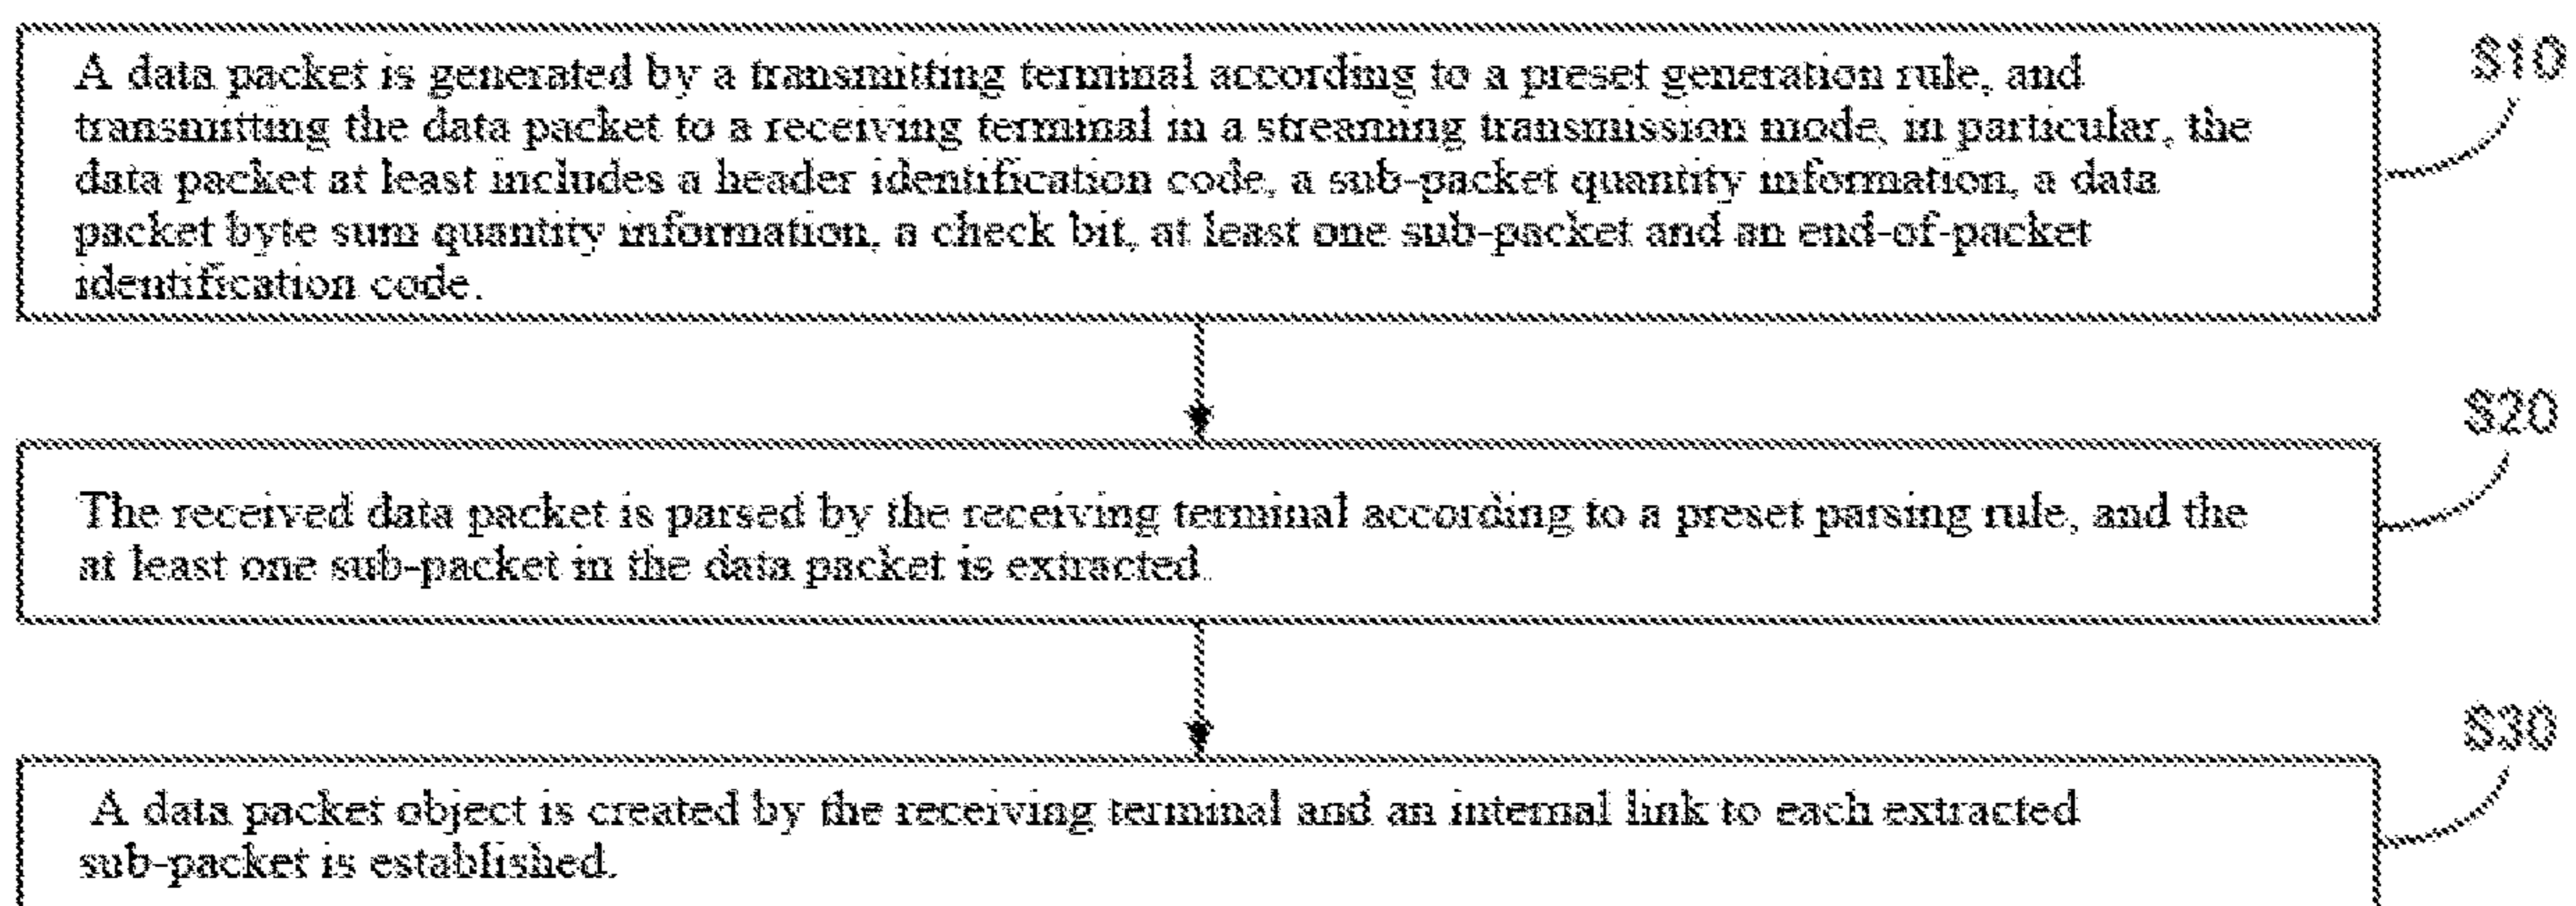 A data packet is generated by a transmitting terminal according to a preset generation rule, and
transmitting the data packet to a receiving terminal in a streaming transmission mode, in particular, the
data packet at least includes a header identification code, a sub-packet quantity information, a data
packet byte sum quantity information, a check bit, at least one sub-packet and an end-of-packet
identification code.
S10
The received data packet is parsed by the receiving terminal according to a preset parsing rule, and the
at least one sub-packet in the data packet is extracted.
S20
A data packet object is created by the receiving terminal and an internal link to each extracted
sub-packet is established.
S30